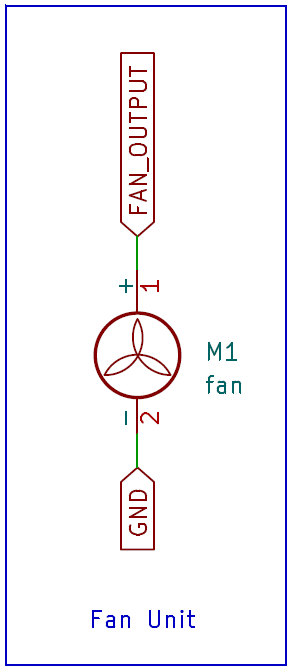 FAN_OUTPUT
+ 1
M1
fan
- 2
GND
Fan Unit